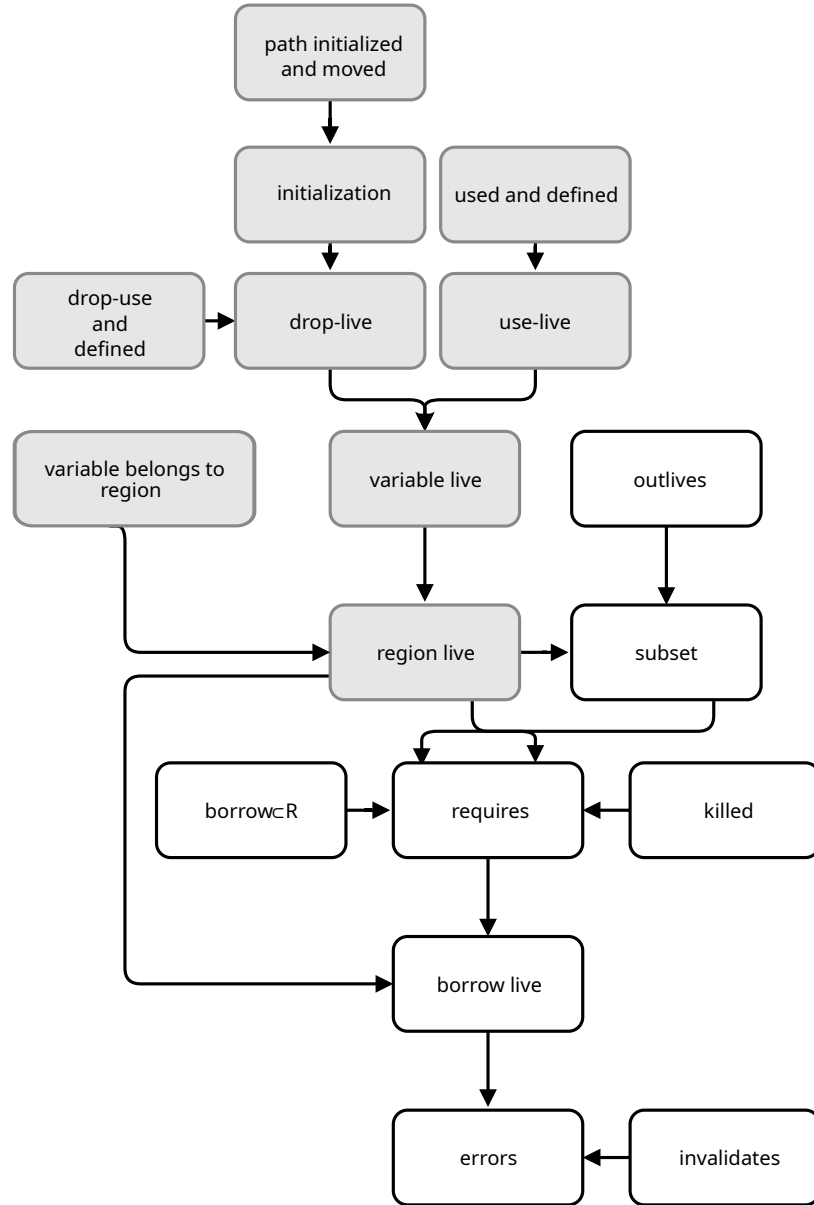 path initialized
and moved
initialization
used and defined
drop-use
and
defined
drop-live
use-live
variable belongs to
region
variable live
outlives
region live
subset
borrow⊂R
requires
killed
borrow live
errors
invalidates